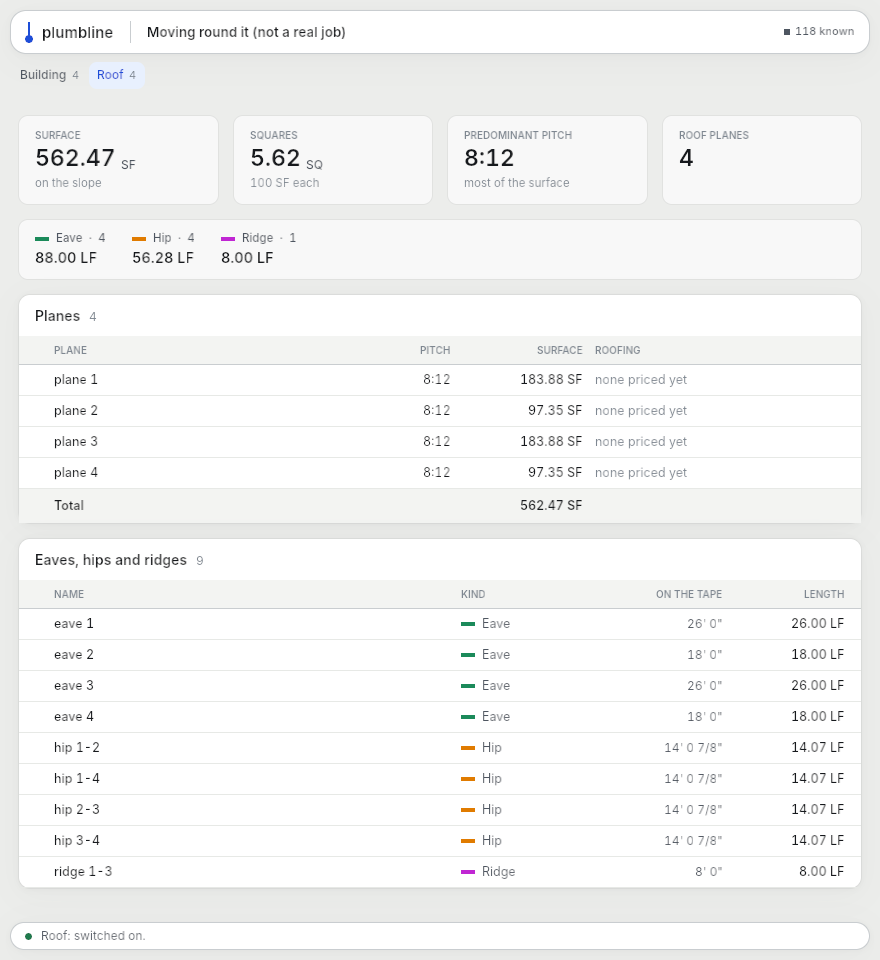 plumbline
Moving round it (not a real job)
118 known
Building 4
Roof 4
SURFACE
562.47 SF
on the slope
SQUARES
5.62 SQ
100 SF each
PREDOMINANT PITCH
8:12
most of the surface
ROOF PLANES
4
Eave · 4
88.00 LF
Hip · 4
56.28 LF
Ridge · 1
8.00 LF
Planes 4
PLANE PITCH SURFACE ROOFING
plane 1 8:12 183.88 SF none priced yet
plane 2 8:12 97.35 SF none priced yet
plane 3 8:12 183.88 SF none priced yet
plane 4 8:12 97.35 SF none priced yet
Total 562.47 SF
Eaves, hips and ridges 9
NAME KIND ON THE TAPE LENGTH
eave 1 Eave 26' 0" 26.00 LF
eave 2 Eave 18' 0" 18.00 LF
eave 3 Eave 26' 0" 26.00 LF
eave 4 Eave 18' 0" 18.00 LF
hip 1-2 Hip 14' 0 7/8" 14.07 LF
hip 1-4 Hip 14' 0 7/8" 14.07 LF
hip 2-3 Hip 14' 0 7/8" 14.07 LF
hip 3-4 Hip 14' 0 7/8" 14.07 LF
ridge 1-3 Ridge 8' 0" 8.00 LF
Roof: switched on.